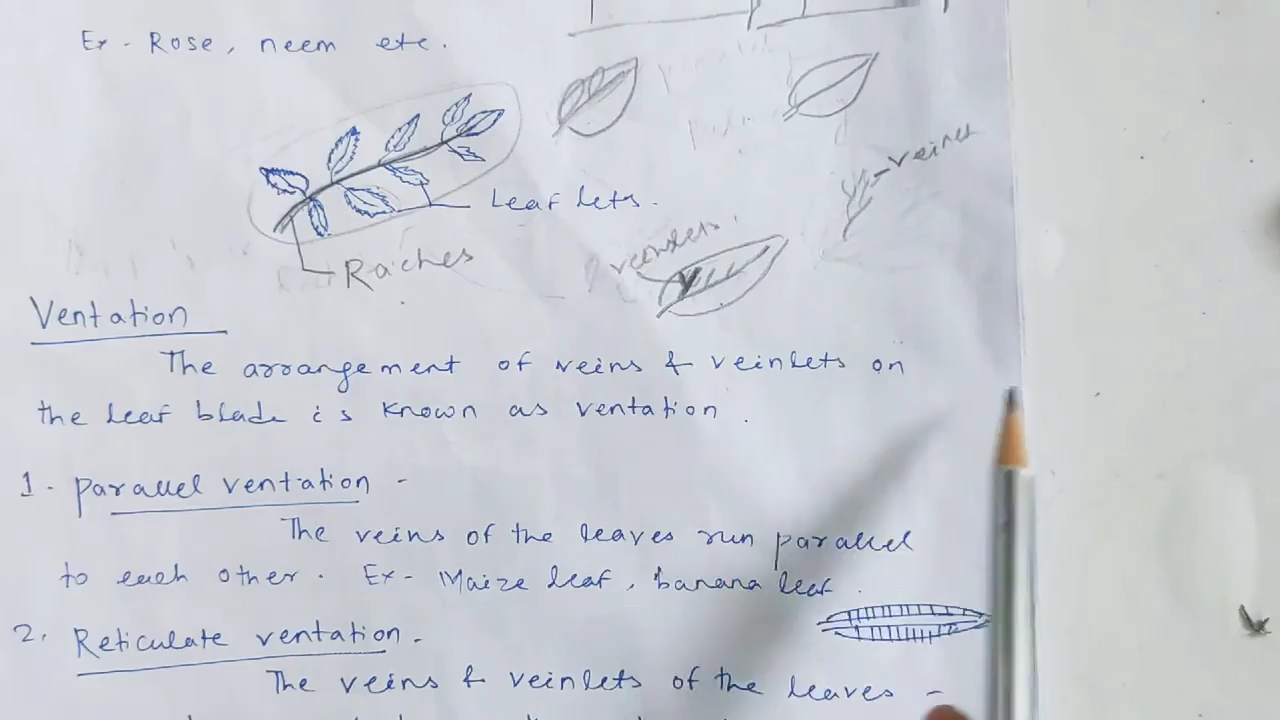 Ex - Rose, neem etc.
veines
Leaf lets.
veinlets
Raiches
Ventation
The arrangement of veins & veinlets on
the leaf blade is known as ventation.
1. parallel ventation -
The veins of the leaves run parallel
to each other. Ex- Maize leaf, banana leaf.
2. Reticulate ventation.
The veins & veinlets of the leaves -